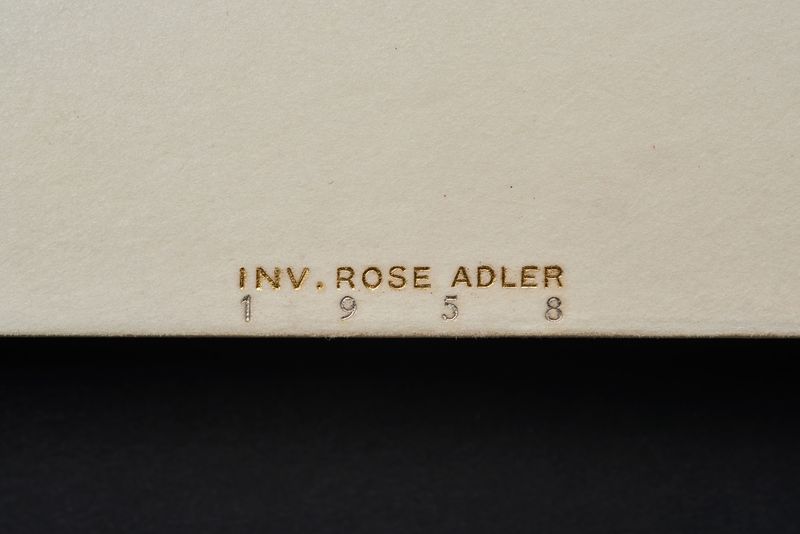 INV. ROSE ADLER
1 9 5 8